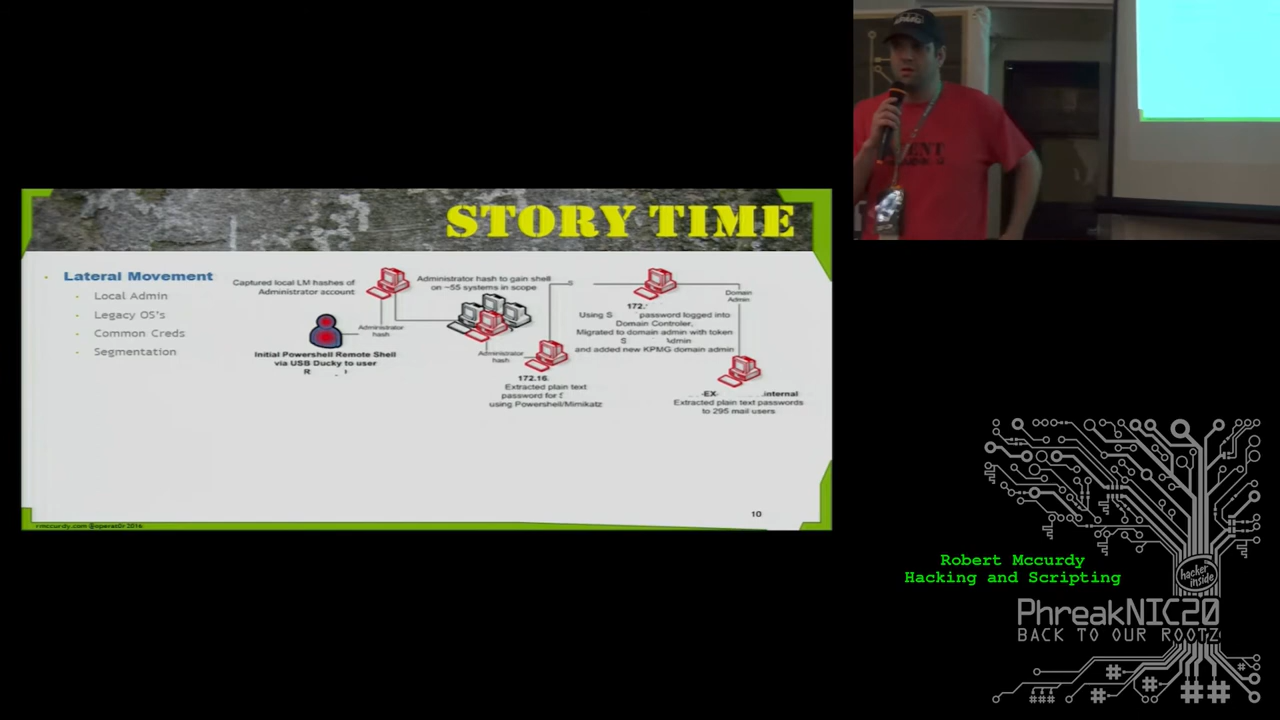 STORY TIME
Lateral Movement
Local Admin
Legacy OS's
Common Creds
Segmentation
Captured local LM hashes of
Administrator account
Administrator
hash
Initial Powershell Remote Shell
via USB Ducky to user
R
Administrator hash to gain shell
on ~55 systems in scope
Administrator
hash
172.16.
Extracted plain text
password for
using Powershell/Mimikatz
172.
Using S password logged into
Domain Controler,
Migrated to domain admin with token
S
and added new KPMG domain admin
Domain
Admin
-EX- internal
Extracted plain text passwords
to 295 mail users
10
Robert Mccurdy
Hacking and Scripting
hacker
inside
PhreakNIC20
BACK TO OUR ROOTZ